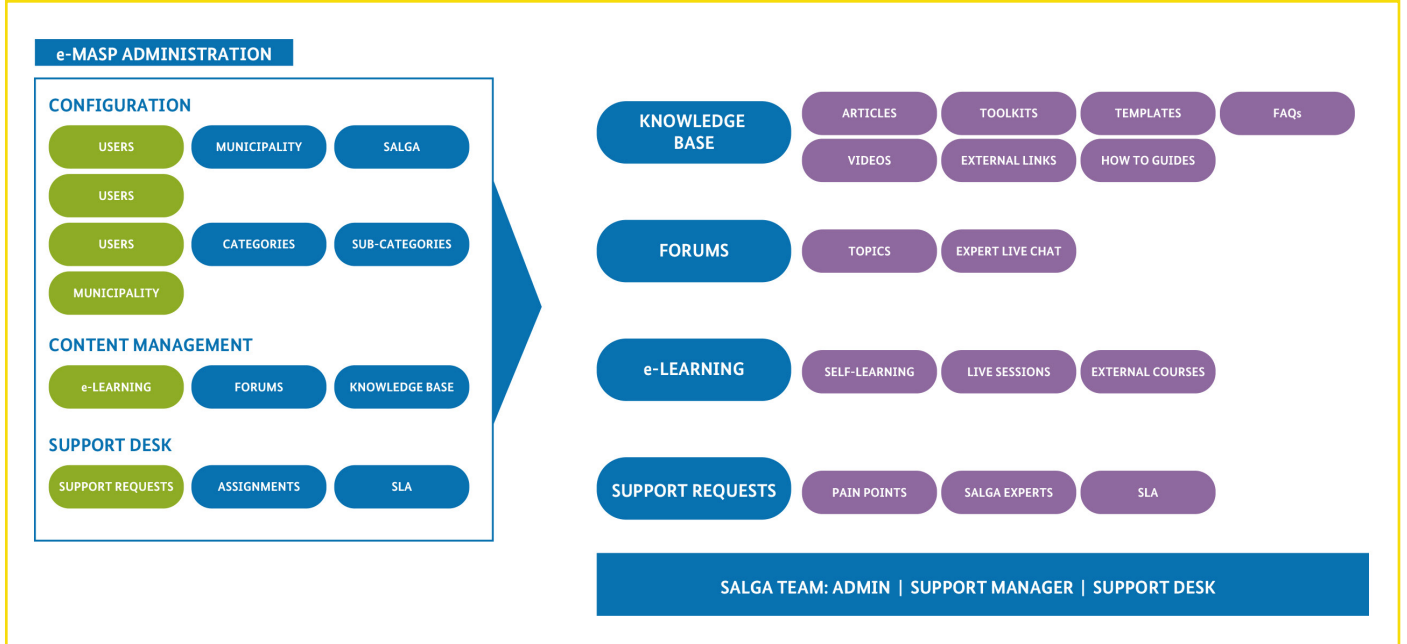 e-MASP ADMINISTRATION
CONFIGURATION
USERS
MUNICIPALITY
SALGA
USERS
USERS
CATEGORIES
SUB-CATEGORIES
MUNICIPALITY
CONTENT MANAGEMENT
e-LEARNING
FORUMS
KNOWLEDGE BASE
SUPPORT DESK
SUPPORT REQUESTS
ASSIGNMENTS
SLA
KNOWLEDGE
BASE
ARTICLES
TOOLKITS
TEMPLATES
FAQs
VIDEOS
EXTERNAL LINKS
HOW TO GUIDES
FORUMS
TOPICS
EXPERT LIVE CHAT
e-LEARNING
SELF-LEARNING
LIVE SESSIONS
EXTERNAL COURSES
SUPPORT REQUESTS
PAIN POINTS
SALGA EXPERTS
SLA
SALGA TEAM: ADMIN | SUPPORT MANAGER | SUPPORT DESK